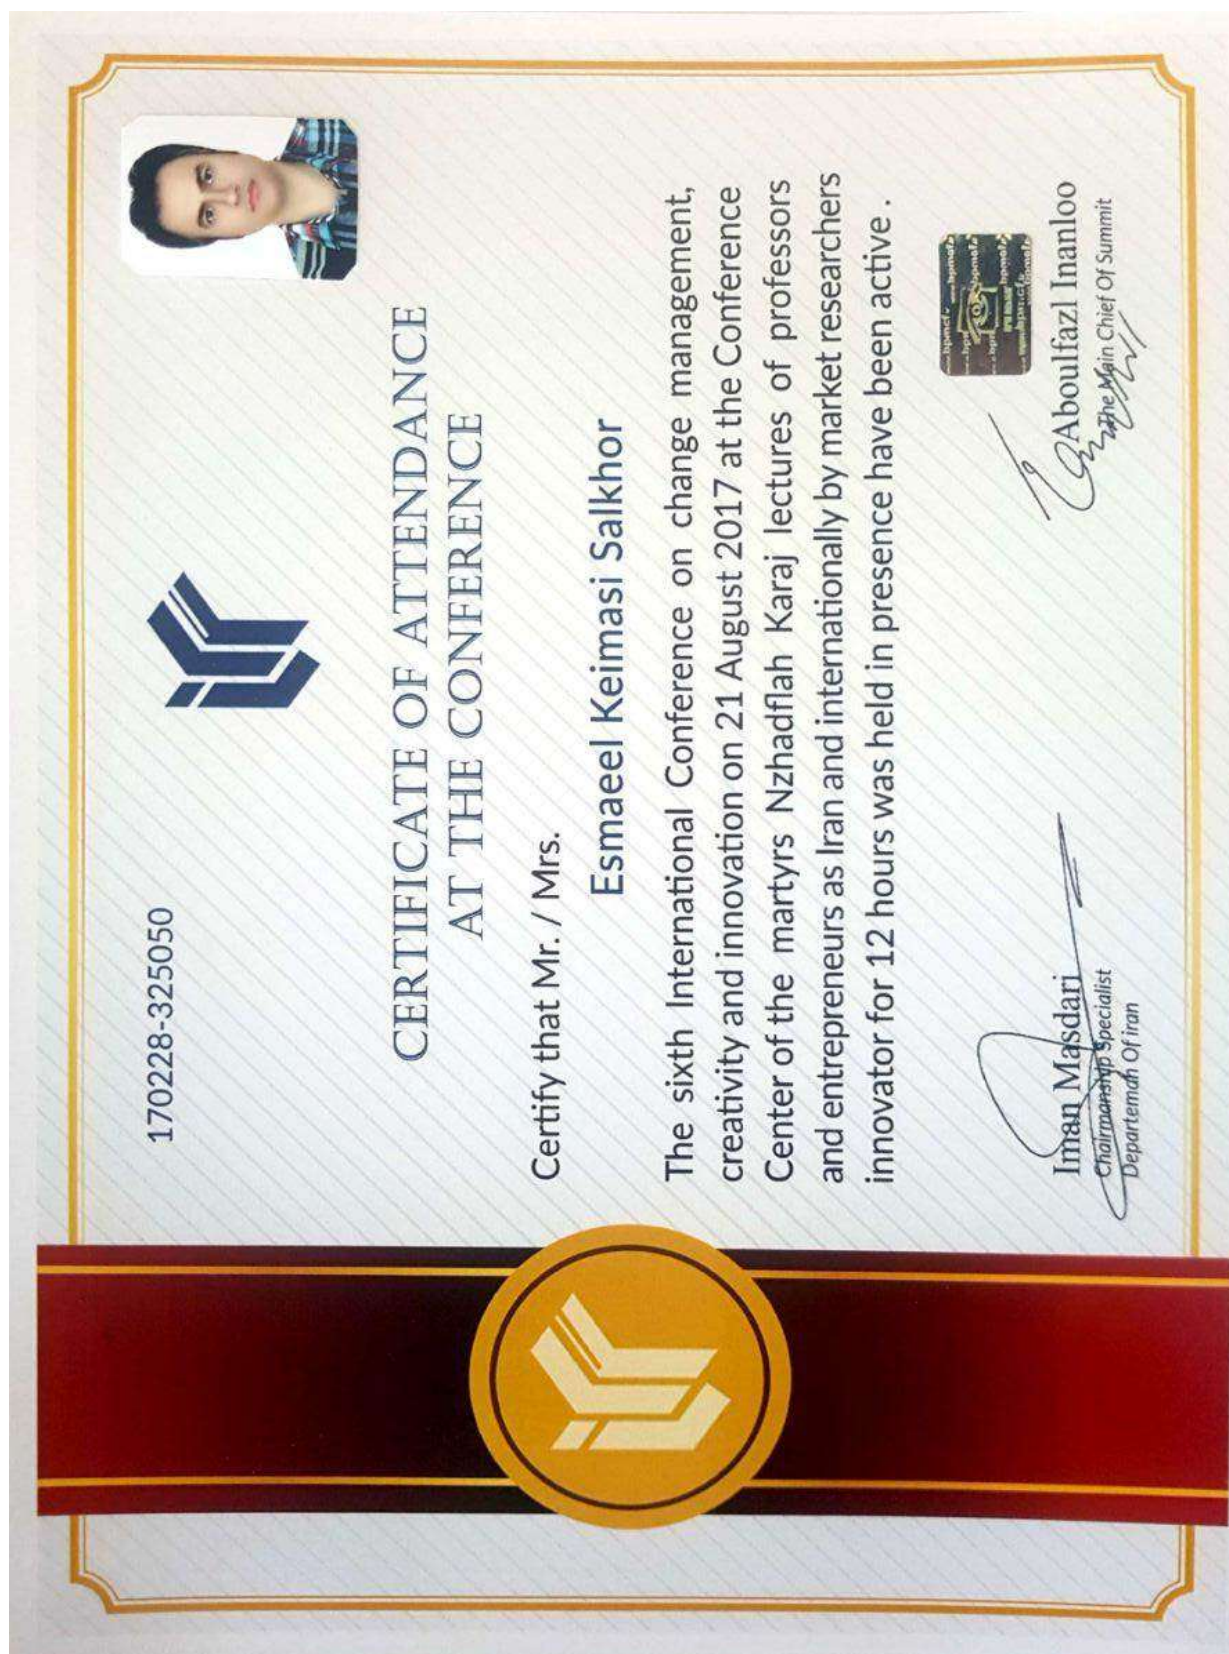 170228-325050
CERTIFICATE OF ATTENDANCE
AT THE CONFERENCE
Certify that Mr. / Mrs.
Esmaeel Keimasi Salkhor
The sixth International Conference on change management,
creativity and innovation on 21 August 2017 at the Conference
Center of the martyrs Nzhadflah Karaj lectures of professors
and entrepreneurs as Iran and internationally by market researchers
innovator for 12 hours was held in presence have been active .
Iman Masdari
Chairmanship Specialist
Departeman Of iran
Aboulfazl Inanloo
The Main Chief Of Summit